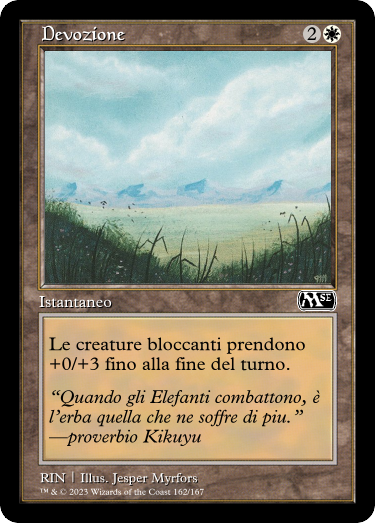 Devozione 2
Istantaneo MSE
Le creature bloccanti prendono
+0/+3 fino alla fine del turno.
“Quando gli Elefanti combattono, è
l'erba quella che ne soffre di piu.”
—proverbio Kikuyu
RIN | Illus. Jesper Myrfors
™ & © 2023 Wizards of the Coast 162/167